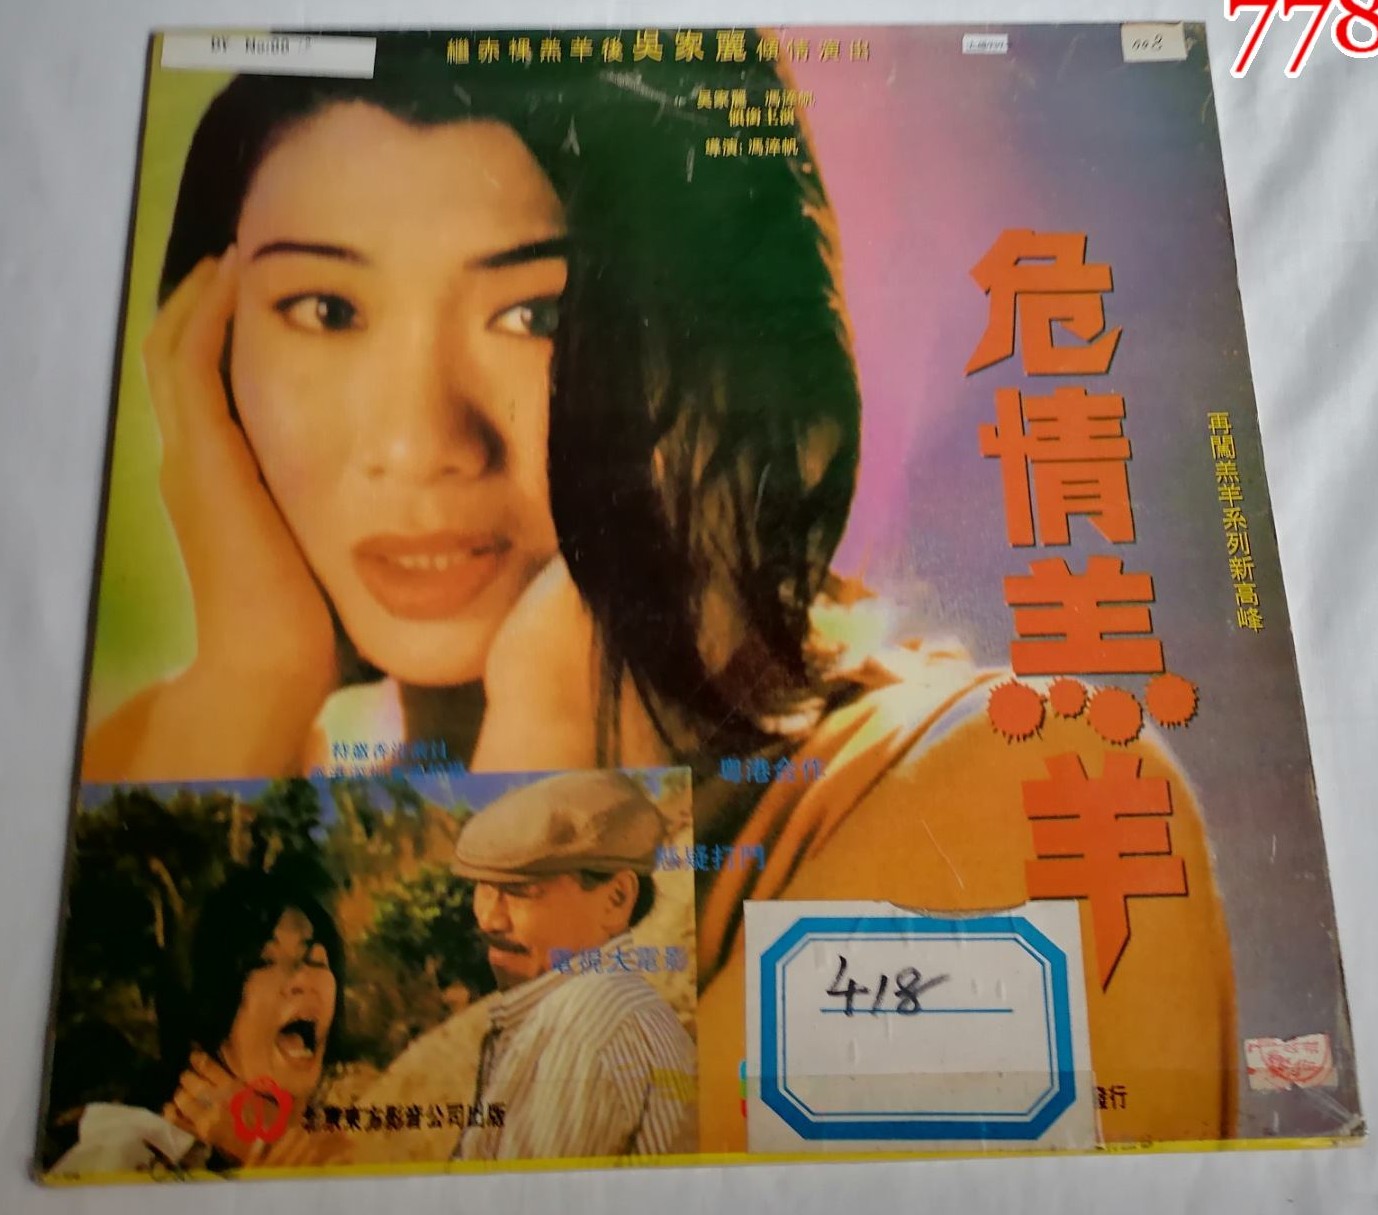 778
繼赤裸羔羊後吳家麗傾情演出
吳家麗 馮淬帆
領銜主演
導演:馮淬帆
危情羔羊
再闖羔羊系列新高峰
粵港合作
懸疑打鬥
電視大電影
418
北京東方影音公司出版
發行